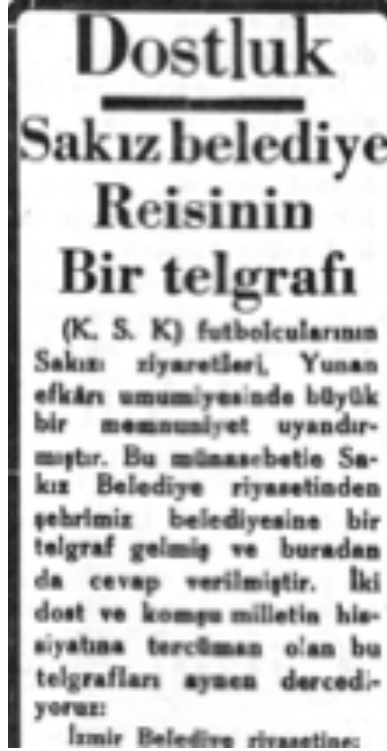 Dostluk
Sakız belediye
Reisinin
Bir telgrafı
(K. S. K) futbolcularının
Sakızı ziyaretleri, Yunan
efkârı umumiyesinde büyük
bir memnuniyet uyandır-
mıştır. Bu münasebetle Sa-
kız Belediye riyasetinden
şehrimiz belediyesine bir
telgraf gelmiş ve buradan
da cevap verilmiştir. İki
dost ve komşu milletin his-
siyatına tercüman olan bu
telgrafları aynen dercedi-
yoruz:
İzmir Belediye riyasetine: